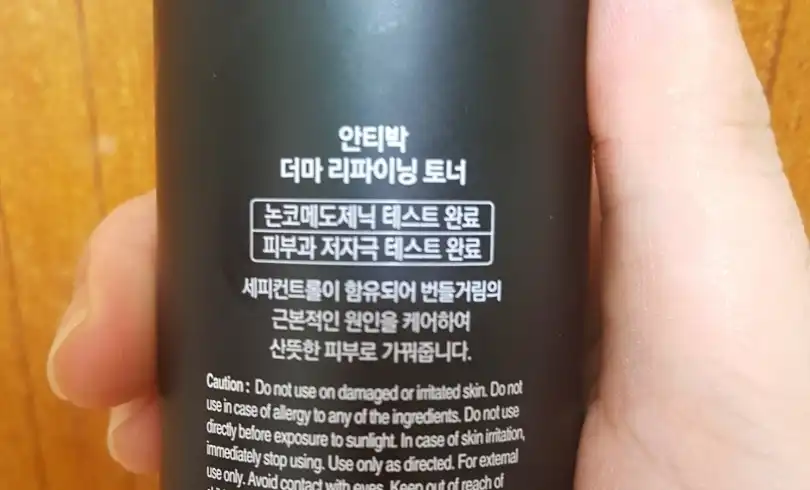 안티박
더마 리파이닝 토너
논코메도제닉 테스트 완료
피부과 저자극 테스트 완료
세피컨트롤이 함유되어 번들거림의
근본적인 원인을 케어하여
산뜻한 피부로 가꿔줍니다.
Caution : Do not use on damaged or irritated skin. Do not
use in case of allergy to any of the ingredients. Do not use
directly before exposure to sunlight. In case of skin irritation,
immediately stop using. Use only as directed. For external
use only. Avoid contact with eyes. Keep out of reach of